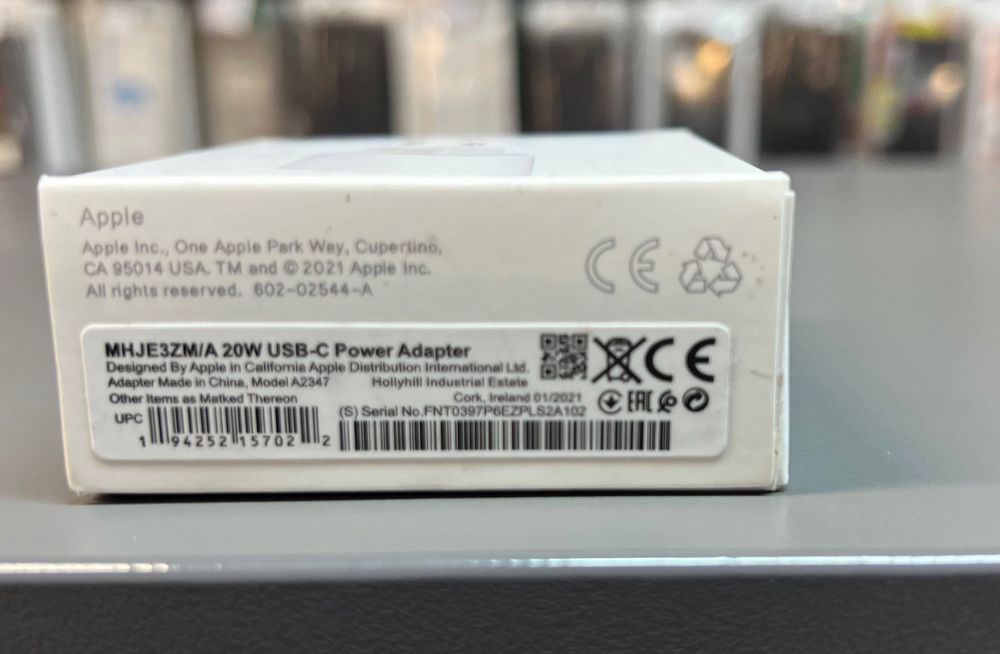 Apple
Apple Inc., One Apple Park Way, Cupertino,
CA 95014 USA. TM and © 2021 Apple Inc.
All rights reserved. 602-02544-A
CE
MHJE3ZM/A 20W USB-C Power Adapter
Designed By Apple in California Apple Distribution International Ltd.
Adapter Made in China, Model A2347 Hollyhill Industrial Estate
Other Items as Matked Thereon Cork, Ireland 01/2021
(S) Serial No.FNT0397P6EZPLS2A102
UPC
1 94252 15702 2
CE
EAC